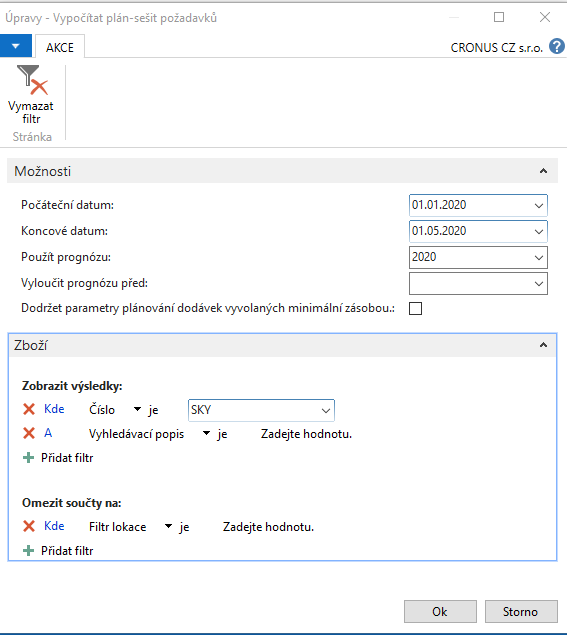 Úpravy - Vypočítat plán-sešit požadavků
AKCE
CRONUS CZ s.r.o. ?
Vymazat
filtr
Stránka
Možnosti
Počáteční datum: 01.01.2020
Koncové datum: 01.05.2020
Použít prognózu: 2020
Vyloučit prognózu před:
Dodržet parametry plánování dodávek vyvolaných minimální zásobou.:
Zboží
Zobrazit výsledky:
Kde Číslo je SKY
A Vyhledávací popis je Zadejte hodnotu.
Přidat filtr
Omezit součty na:
Kde Filtr lokace je Zadejte hodnotu.
Přidat filtr
Ok Storno